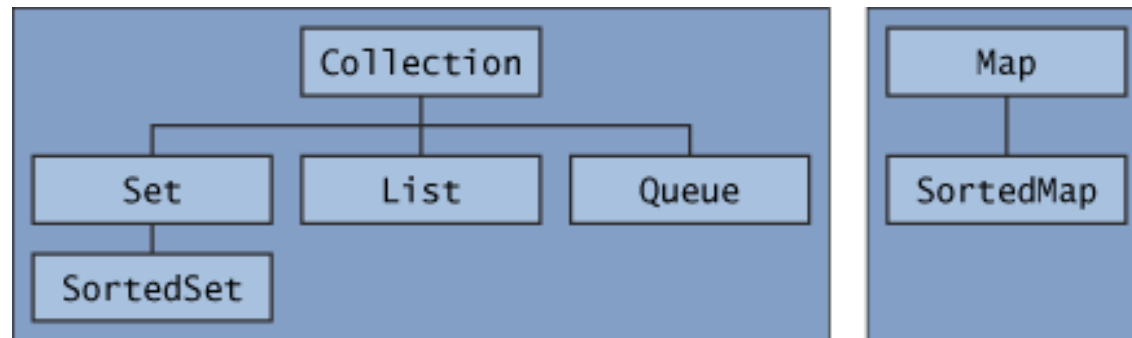 Collection
Map
Set
List
Queue
SortedMap
SortedSet